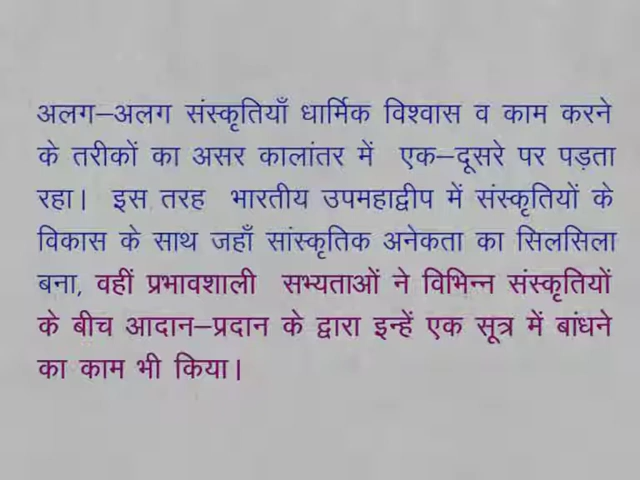 अलग–अलग संस्कृतियाँ धार्मिक विश्वास व काम करने
के तरीकों का असर कालांतर में एक–दूसरे पर पड़ता
रहा। इस तरह भारतीय उपमहाद्वीप में संस्कृतियों के
विकास के साथ जहाँ सांस्कृतिक अनेकता का सिलसिला
बना, वहीं प्रभावशाली सभ्यताओं ने विभिन्न संस्कृतियों
के बीच आदान–प्रदान के द्वारा इन्हें एक सूत्र में बांधने
का काम भी किया।